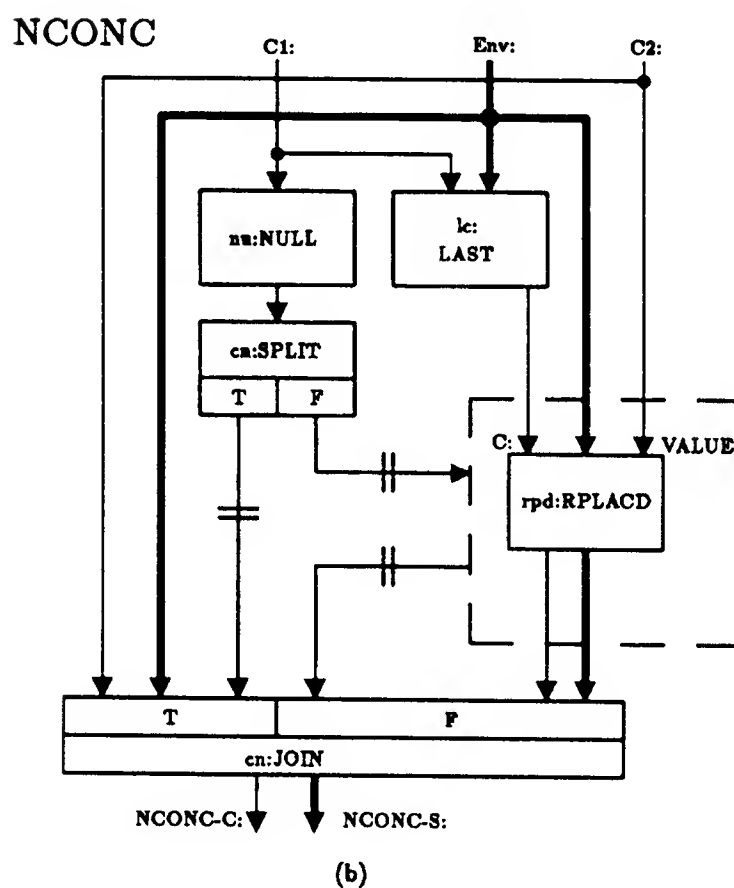 NCONC
C1: Env: C2:
nu:NULL
lc:
LAST
cn:SPLIT
T F
C: VALUE
rpd:RPLACD
T F
cn:JOIN
NCONC-C: NCONC-S:
(b)